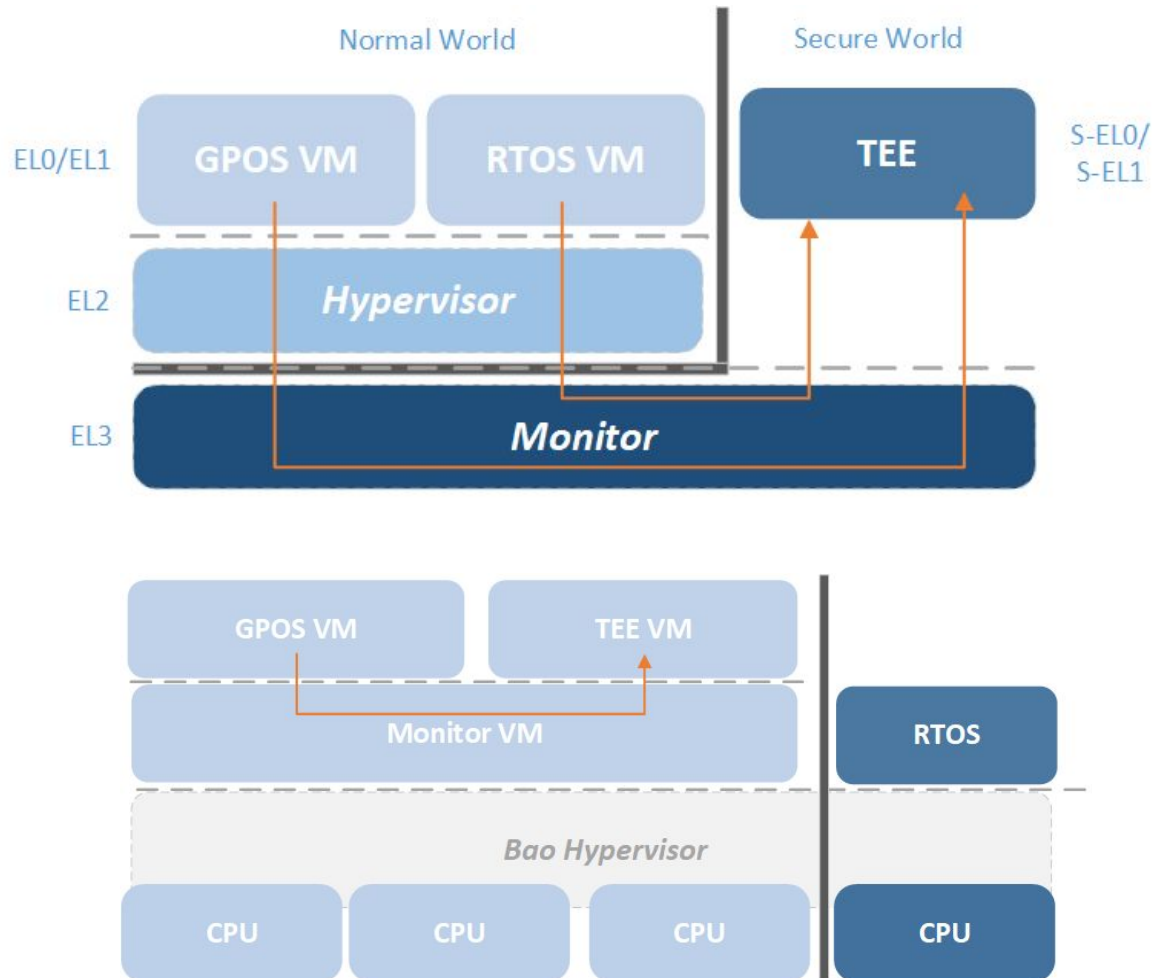 Normal World
Secure World
EL0/EL1
GPOS VM
RTOS VM
TEE
S-EL0/
S-EL1
EL2
Hypervisor
EL3
Monitor
GPOS VM
TEE VM
Monitor VM
RTOS
Bao Hypervisor
CPU
CPU
CPU
CPU